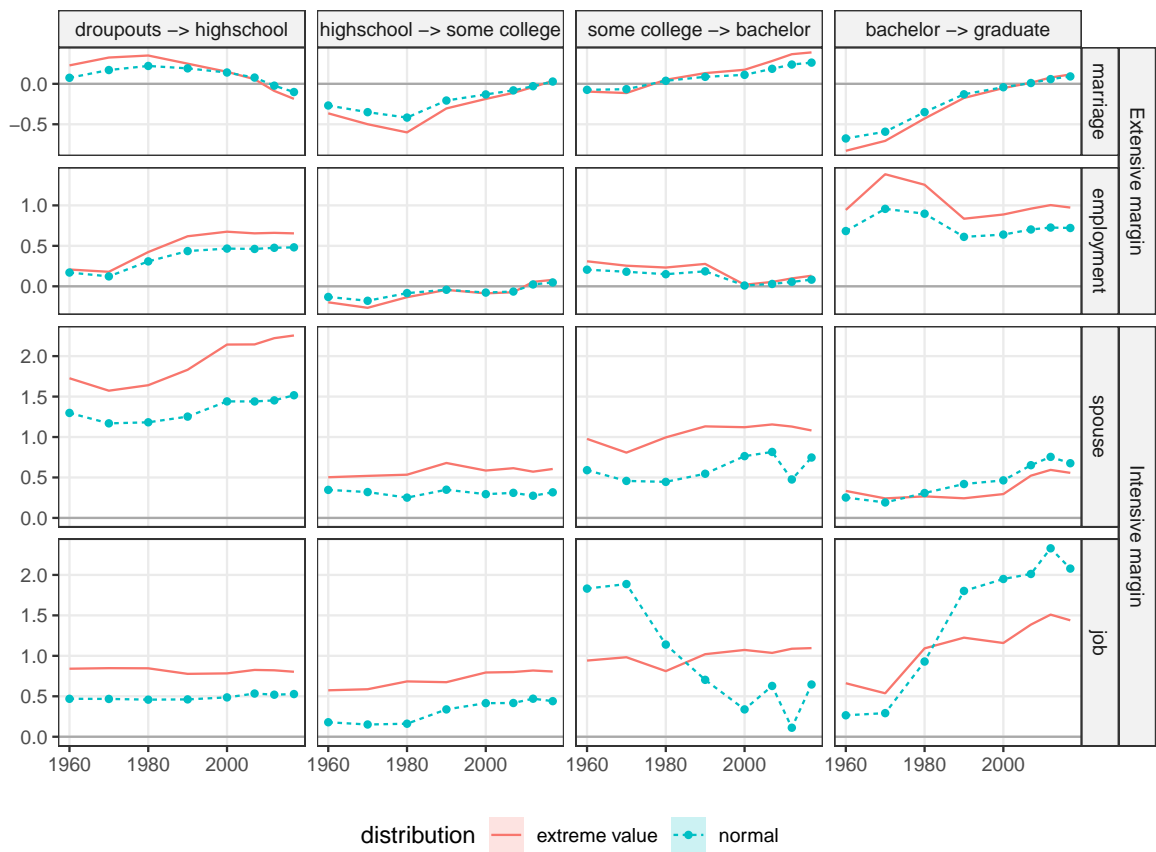 droupouts −> highschool highschool −> some college some college −> bachelor bachelor −> graduate
0.0
−0.5
marriage
Extensive margin
1.0
0.5
0.0
employment
2.0
1.5
1.0
0.5
0.0
spouse
Intensive margin
2.0
1.5
1.0
0.5
0.0
job
1960 1980 2000 1960 1980 2000 1960 1980 2000 1960 1980 2000
distribution extreme value normal